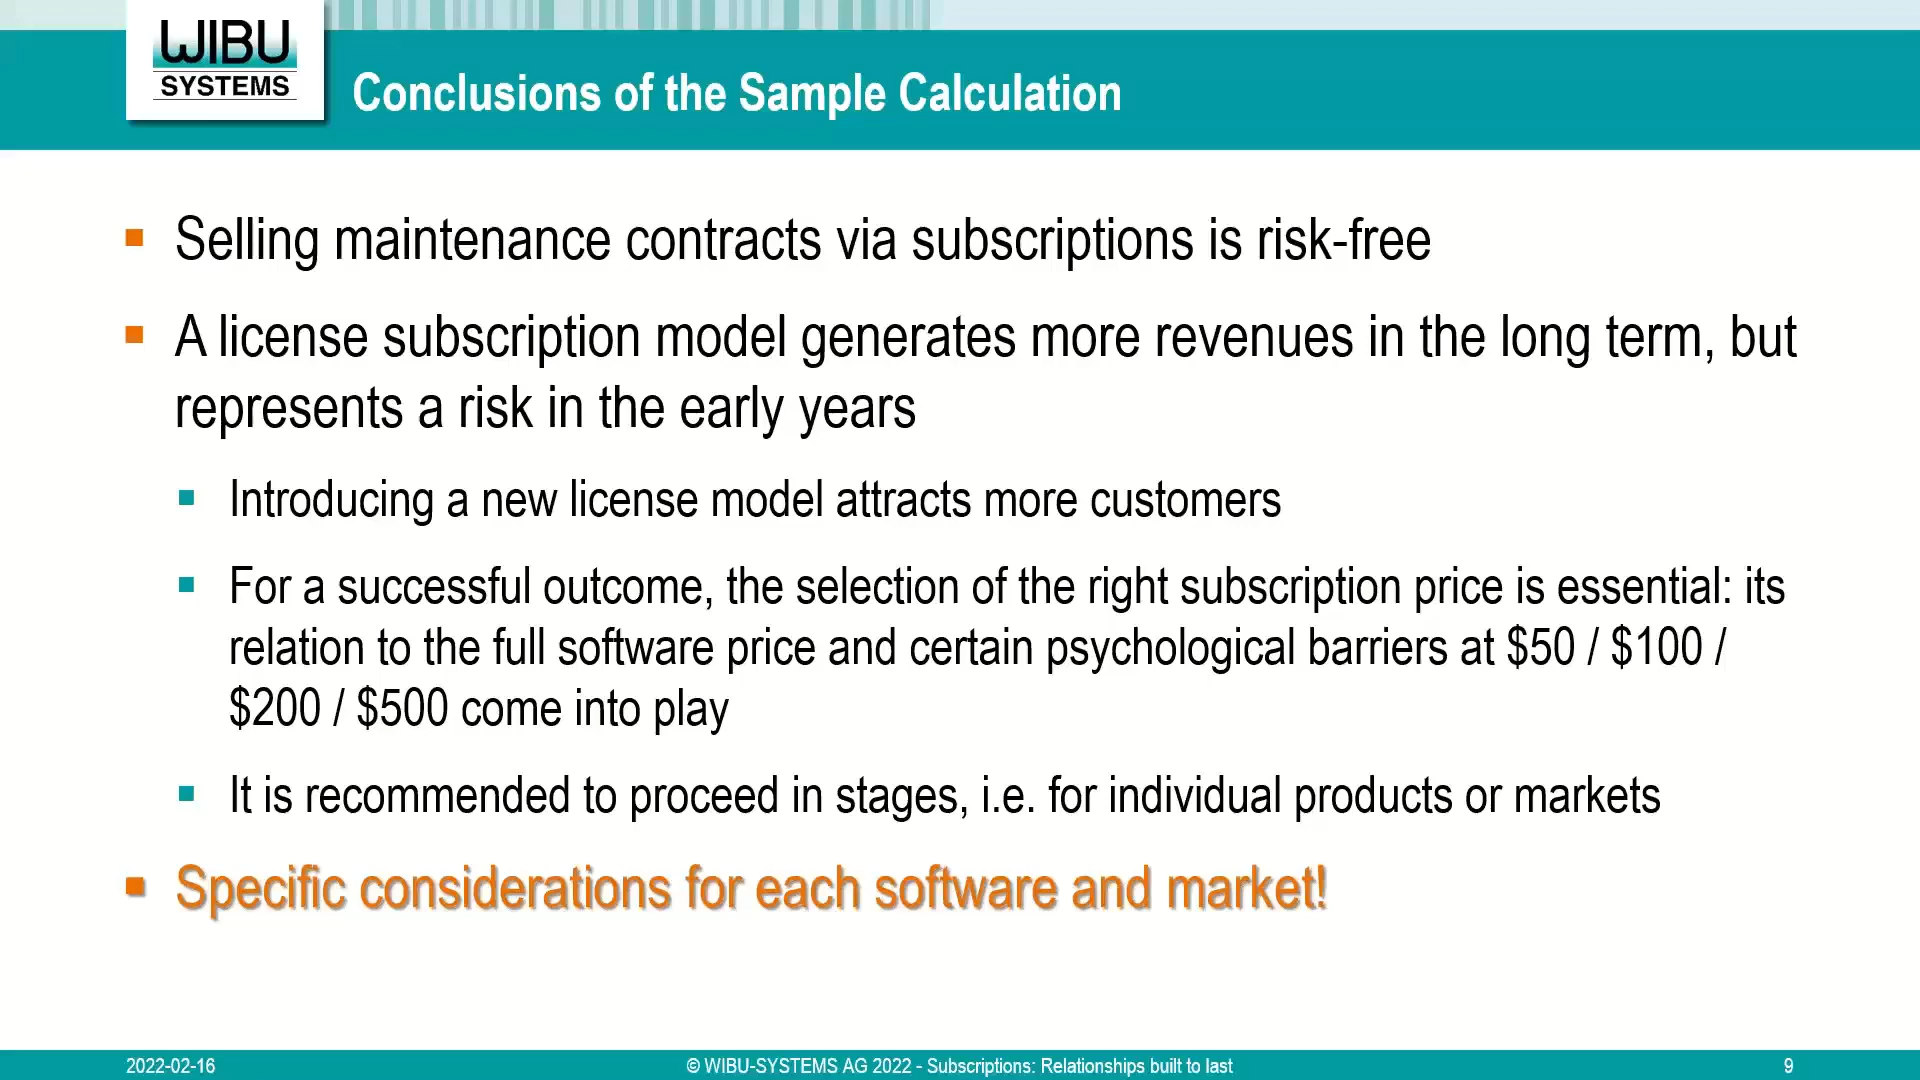 WIBU
SYSTEMS
Conclusions of the Sample Calculation
Selling maintenance contracts via subscriptions is risk-free
A license subscription model generates more revenues in the long term, but
represents a risk in the early years
Introducing a new license model attracts more customers
For a successful outcome, the selection of the right subscription price is essential: its
relation to the full software price and certain psychological barriers at $50 / $100 /
$200 / $500 come into play
It is recommended to proceed in stages, i.e. for individual products or markets
Specific considerations for each software and market!
2022-02-16
© WIBU-SYSTEMS AG 2022 - Subscriptions: Relationships built to last
9